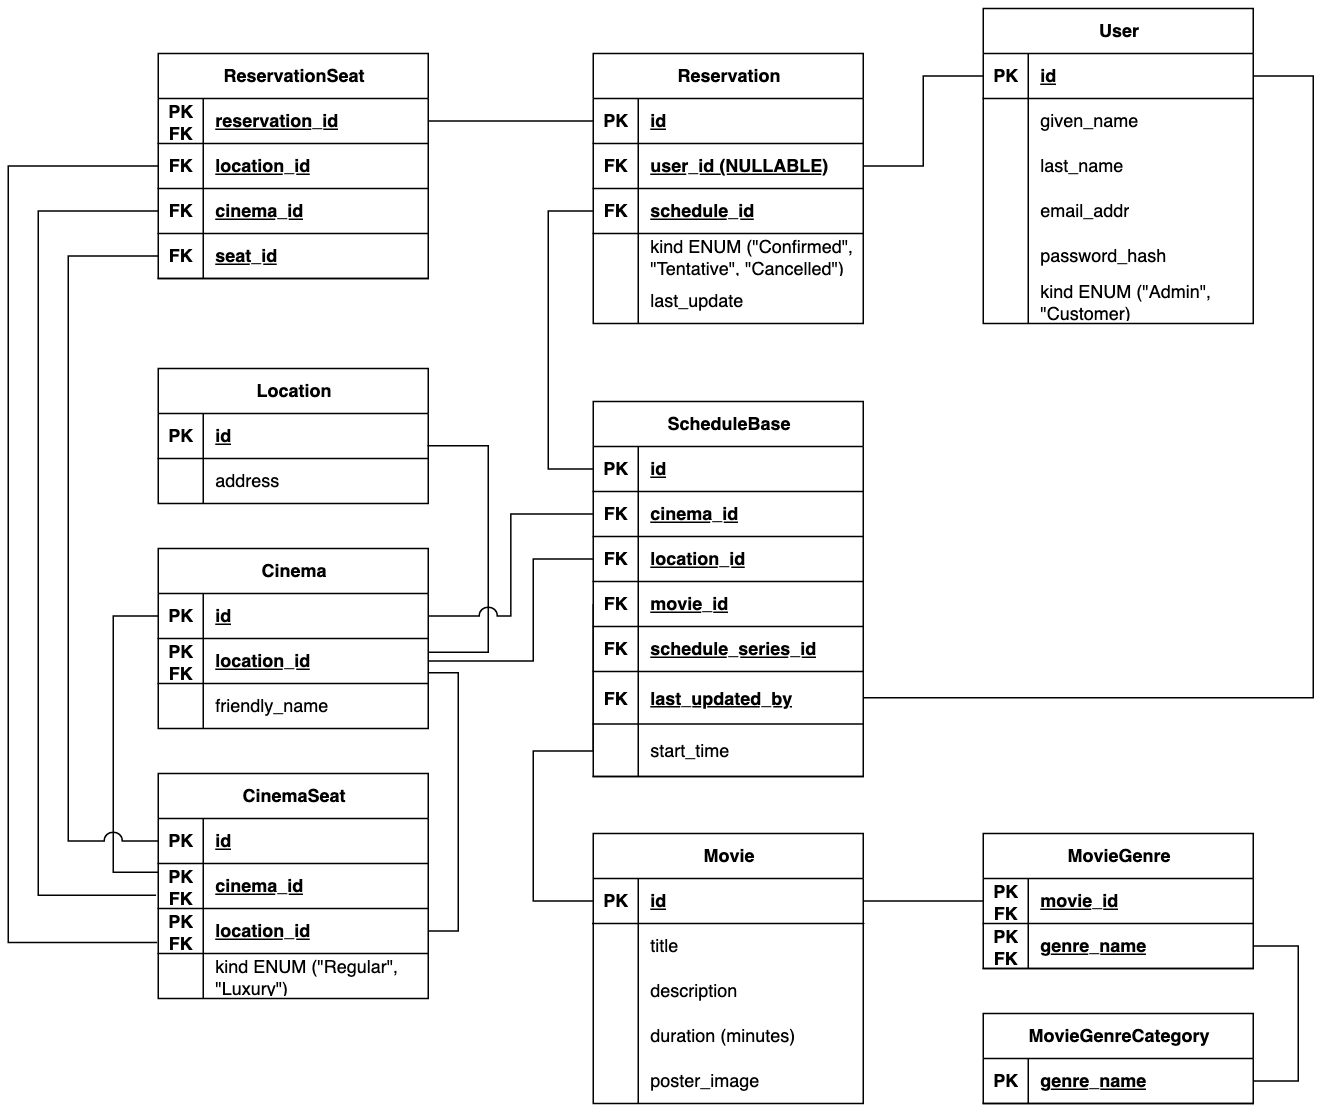 User
PK id
given_name
last_name
email_addr
password_hash
kind ENUM ("Admin",
"Customer)
ReservationSeat
PK
FK
reservation_id
FK location_id
FK cinema_id
FK seat_id
Reservation
PK id
FK user_id (NULLABLE)
FK schedule_id
kind ENUM ("Confirmed",
"Tentative", "Cancelled")
last_update
Location
PK id
address
ScheduleBase
PK id
FK cinema_id
FK location_id
FK movie_id
FK schedule_series_id
FK last_updated_by
start_time
Cinema
PK id
PK
FK
location_id
friendly_name
CinemaSeat
PK id
PK
FK
cinema_id
PK
FK
location_id
kind ENUM ("Regular",
"Luxury")
Movie
PK id
title
description
duration (minutes)
poster_image
MovieGenre
PK
FK
movie_id
PK
FK
genre_name
MovieGenreCategory
PK genre_name